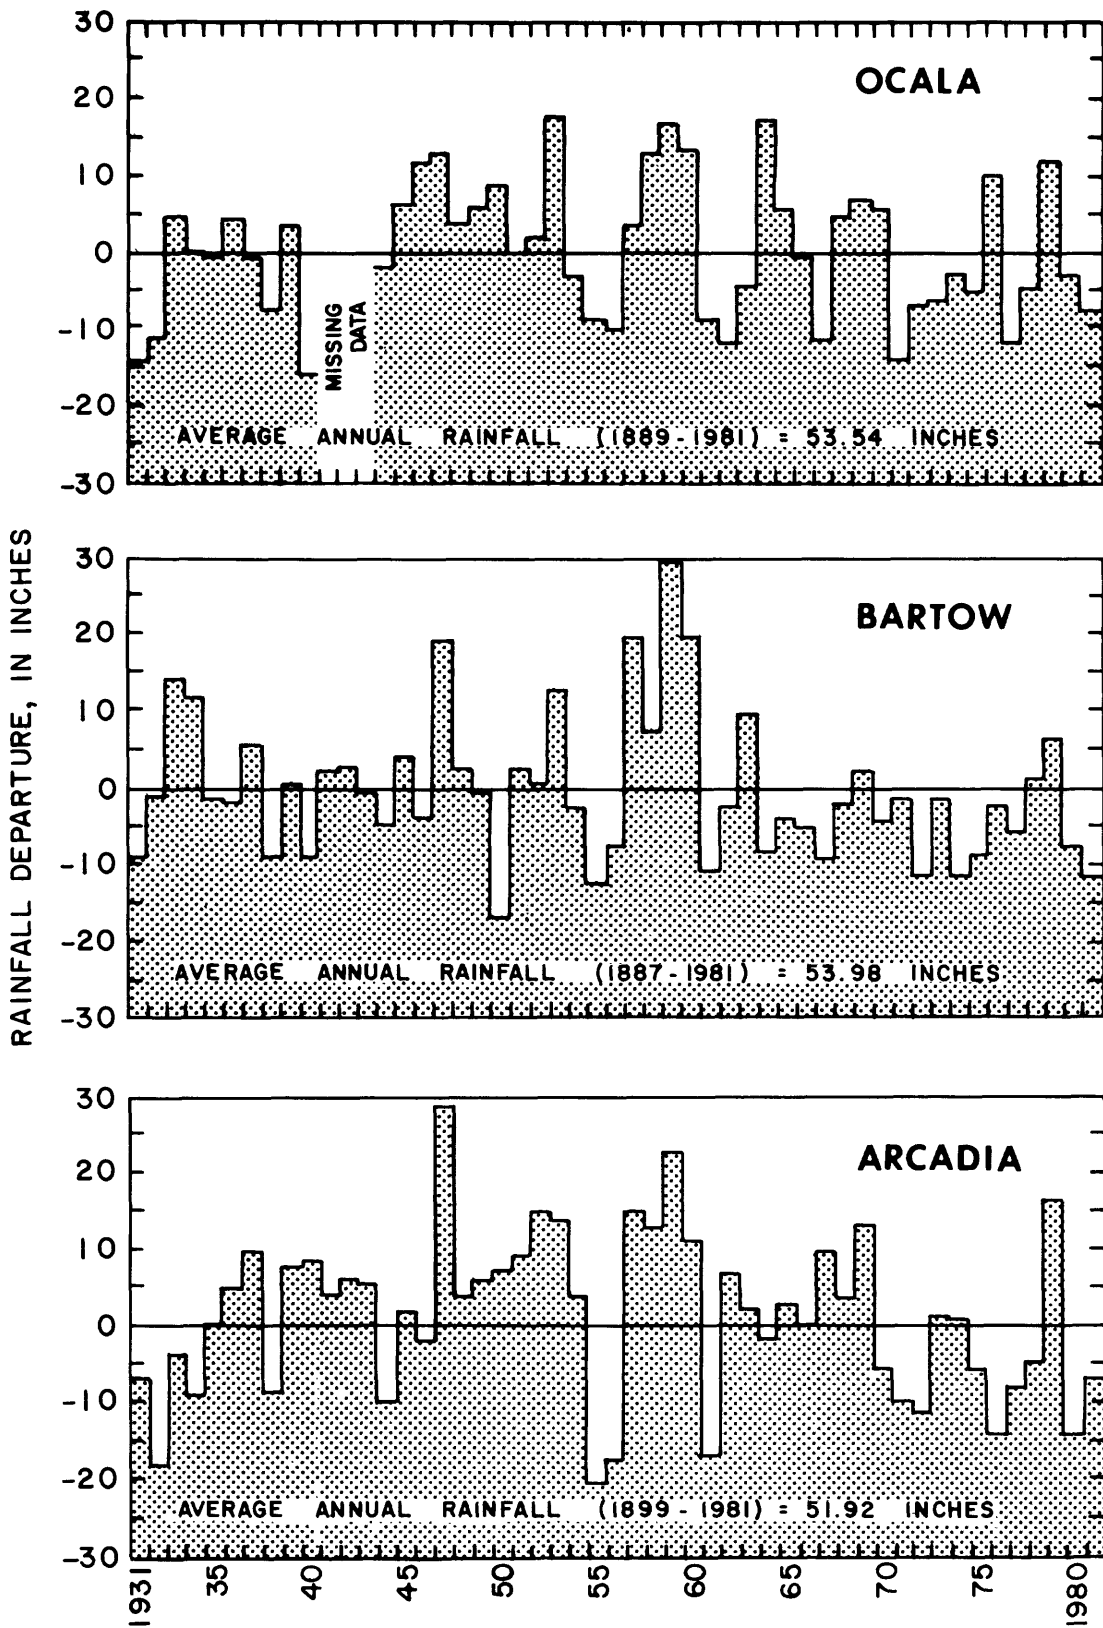 RAINFALL DEPARTURE, IN INCHES
30
20
10
0
-10
-20
-30
OCALA
MISSING
DATA
AVERAGE ANNUAL RAINFALL (1889-1981) = 53.54 INCHES
30
20
10
0
-10
-20
-30
BARTOW
AVERAGE ANNUAL RAINFALL (1887-1981) = 53.98 INCHES
30
20
10
0
-10
-20
-30
ARCADIA
AVERAGE ANNUAL RAINFALL (1899-1981) = 51.92 INCHES
1931 35 40 45 50 55 60 65 70 75 1980